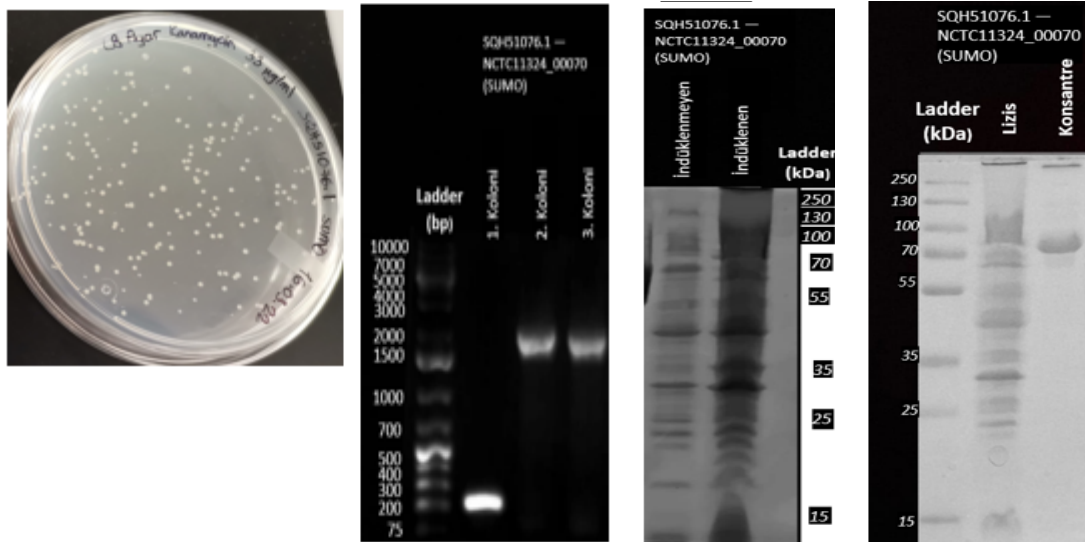 LB Agar Kanamycin
SQH51076.1 —
NCTC11324_00070
(SUMO)
Ladder
(bp)
1. Koloni
2. Koloni
3. Koloni
10000
7000
5000
4000
3000
2000
1500
1000
700
500
400
300
200
75
SQH51076.1 —
NCTC11324_00070
(SUMO)
İndüklenmeyen
İndüklenen
Ladder
(kDa)
250
130
100
70
55
35
25
15
SQH51076.1 —
NCTC11324_00070
(SUMO)
Ladder
(kDa)
Lizis
Konsantre
250
130
100
70
55
35
25
15